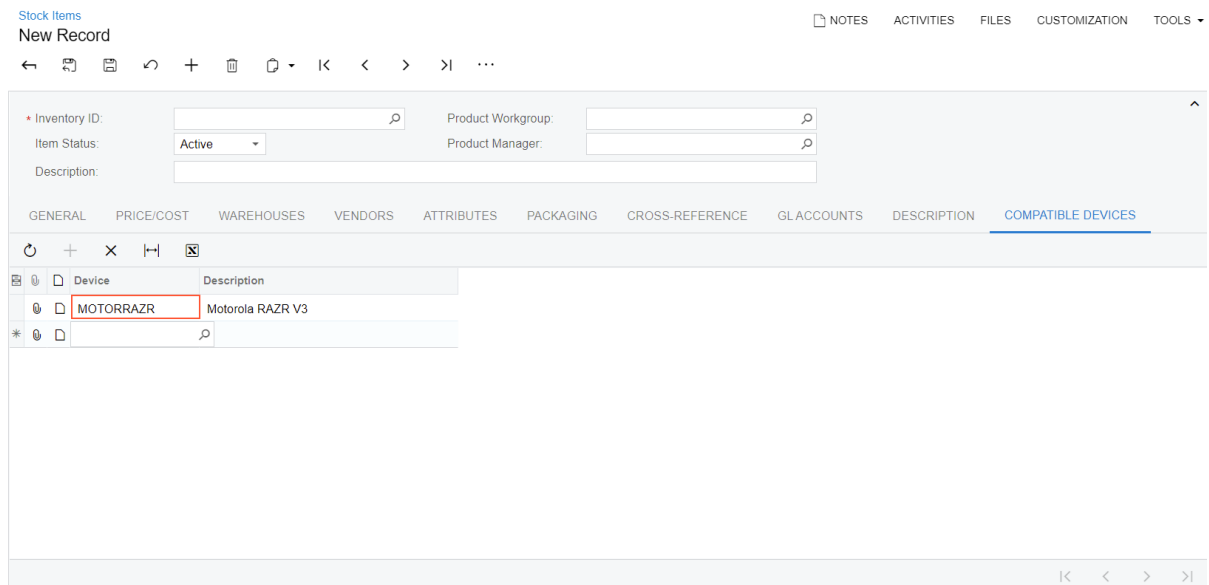 Stock Items
New Record
NOTES ACTIVITIES FILES CUSTOMIZATION TOOLS
* Inventory ID: Product Workgroup:
Item Status: Active Product Manager:
Description:
GENERAL PRICE/COST WAREHOUSES VENDORS ATTRIBUTES PACKAGING CROSS-REFERENCE GL ACCOUNTS DESCRIPTION COMPATIBLE DEVICES
Device Description
MOTORRAZR Motorola RAZR V3